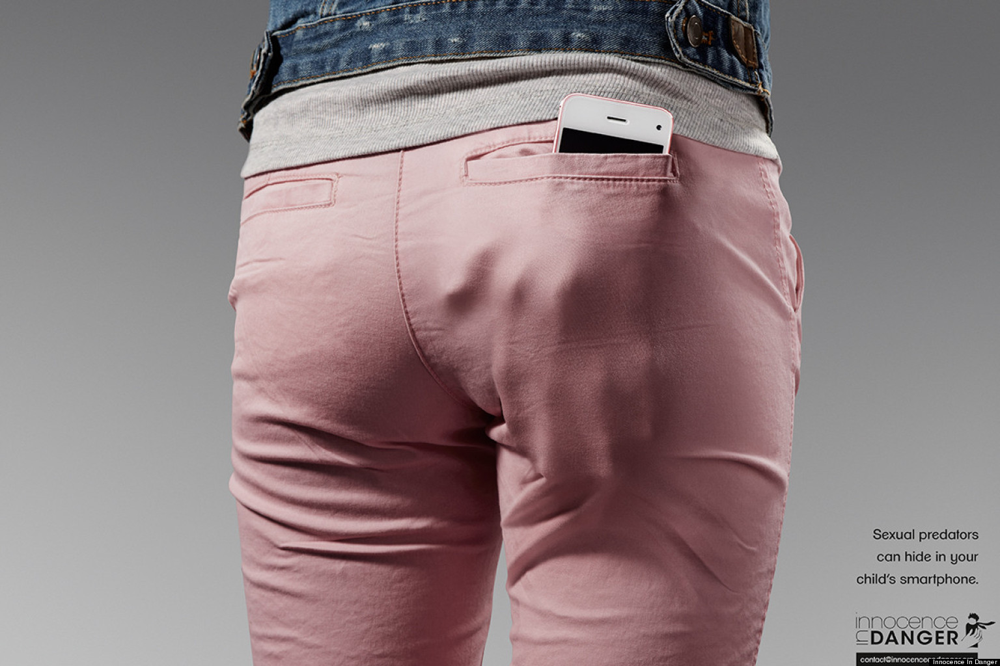 Sexual predators
can hide in your
child's smartphone.
innocence
IN DANGER
Innocence In Danger